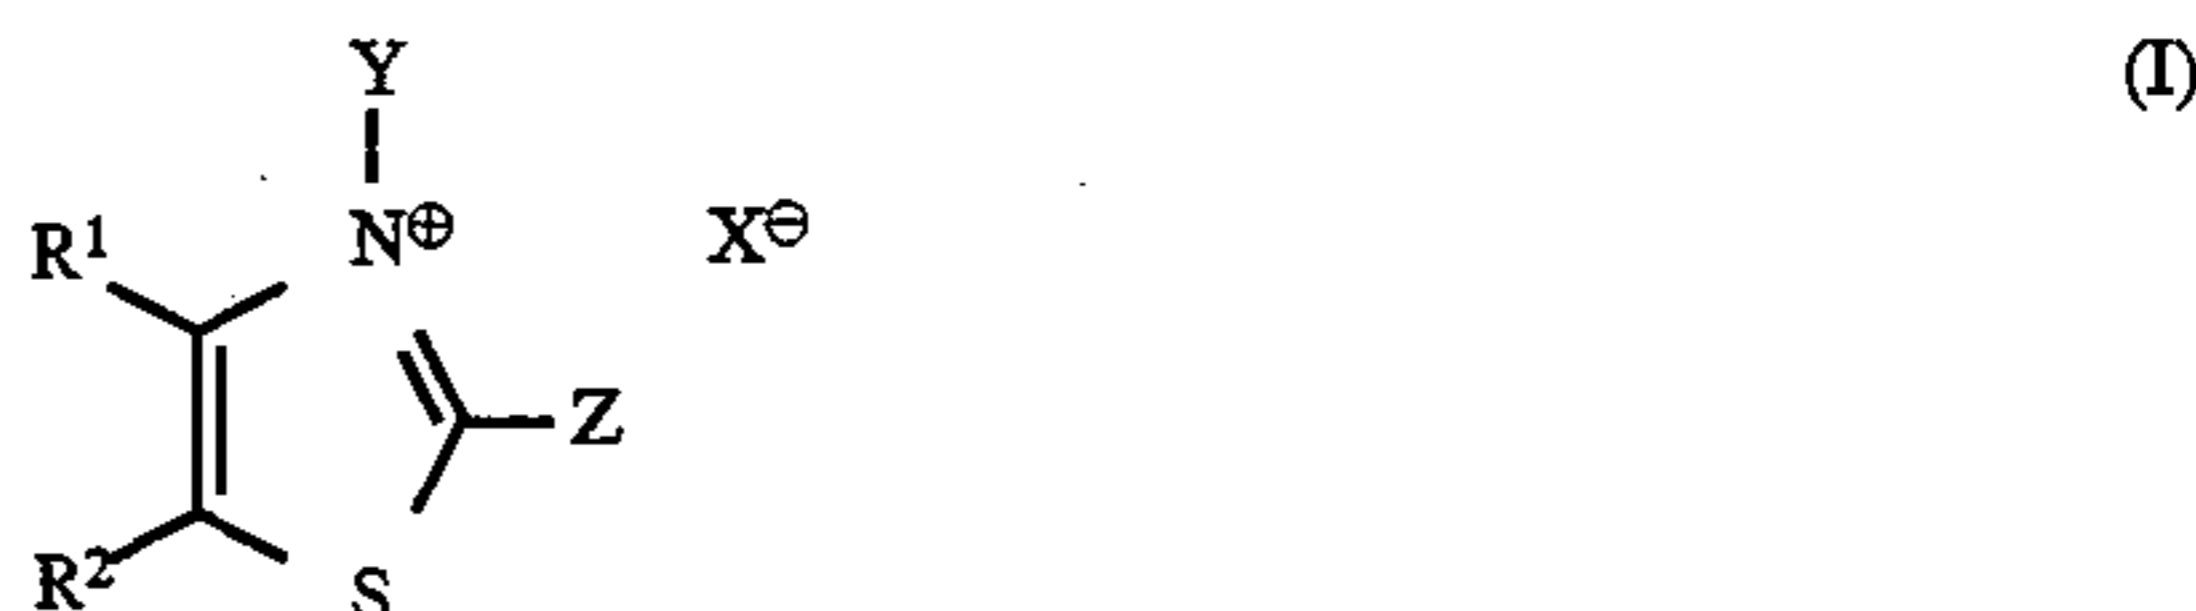 Y (I)
R¹ N⊕ X⊖
Z
R² S